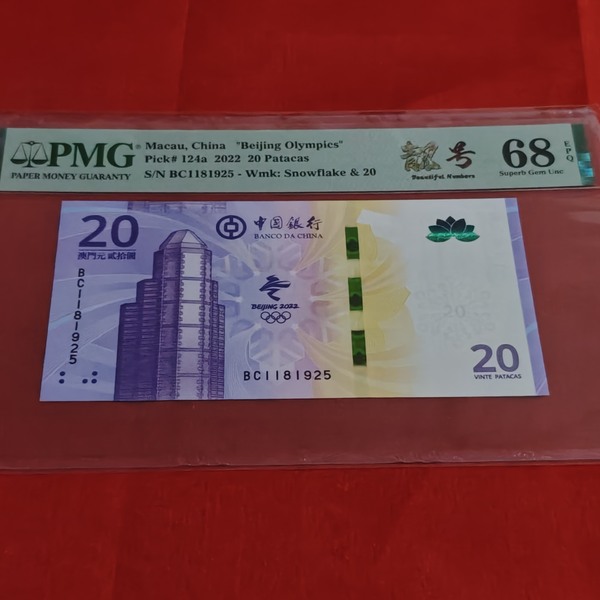 PMG
PAPER MONEY GUARANTY
Macau, China "Beijing Olympics"
Pick# 124a 2022 20 Patacas
S/N BC1181925 - Wmk: Snowflake & 20
靓号
Beautiful Numbers
68
EPQ
Superb Gem Unc
20
澳門元 貳拾圓
BC1181925
中国銀行
BANCO DA CHINA
BEIJING 2022
BC1181925
20
VINTE PATACAS